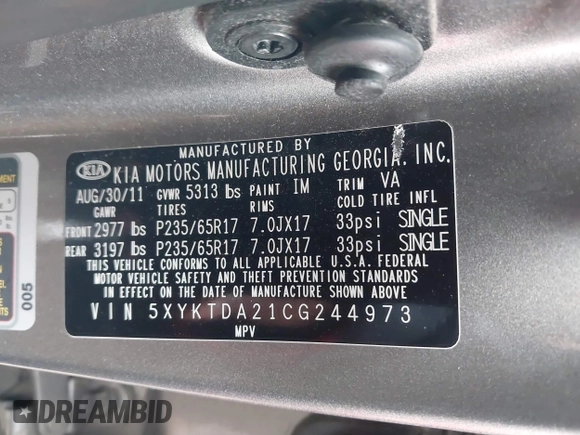 MANUFACTURED BY
KIA KIA MOTORS MANUFACTURING GEORGIA. INC.
AUG/30/11 GVWR 5313 lbs PAINT IM TRIM VA
GAWR TIRES RIMS COLD TIRE INFL
FRONT 2977 lbs P235/65R17 7.0JX17 33psi SINGLE
REAR 3197 lbs P235/65R17 7.0JX17 33psi SINGLE
THIS VEHICLE CONFORMS TO ALL APPLICABLE U.S.A. FEDERAL
MOTOR VEHICLE SAFETY AND THEFT PREVENTION STANDARDS
IN EFFECT ON THE DATE OF MANUFACTURE SHOWN ABOVE.
VIN 5XYKTDA21CG244973
MPV
005
DREAMBID